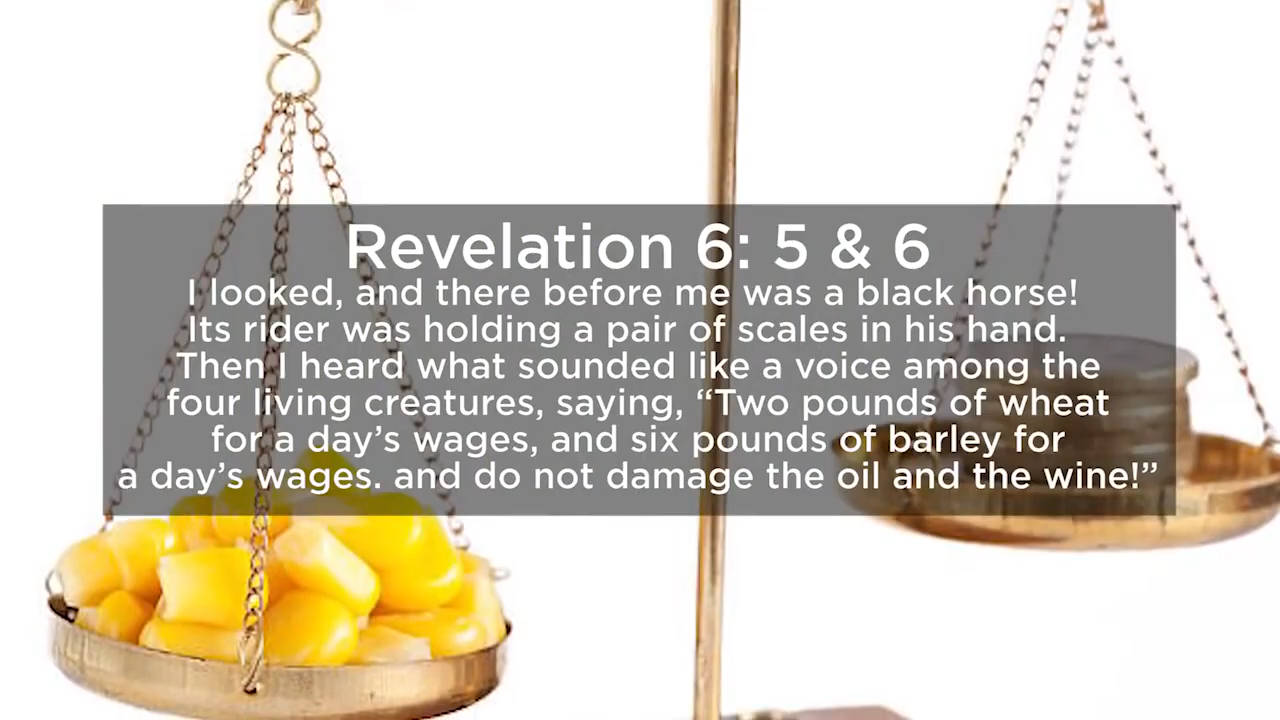 Revelation 6: 5 & 6
I looked, and there before me was a black horse!
Its rider was holding a pair of scales in his hand.
Then I heard what sounded like a voice among the
four living creatures, saying, “Two pounds of wheat
for a day’s wages, and six pounds of barley for
a day’s wages. and do not damage the oil and the wine!”